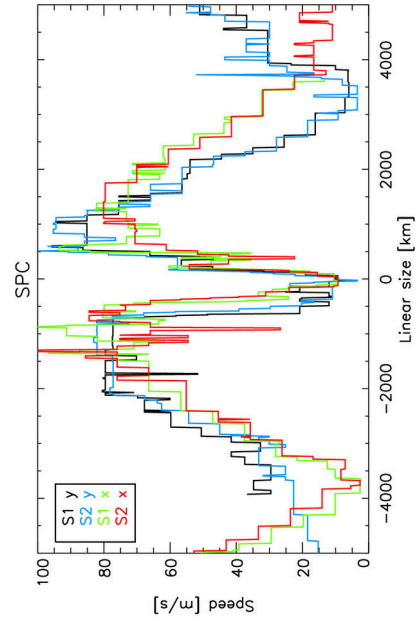 SPC
S1 y
S2 y
S1 x
S2 x
Speed [m/s]
100
80
60
40
20
0
-4000
-2000
0
2000
4000
Linear size [km]